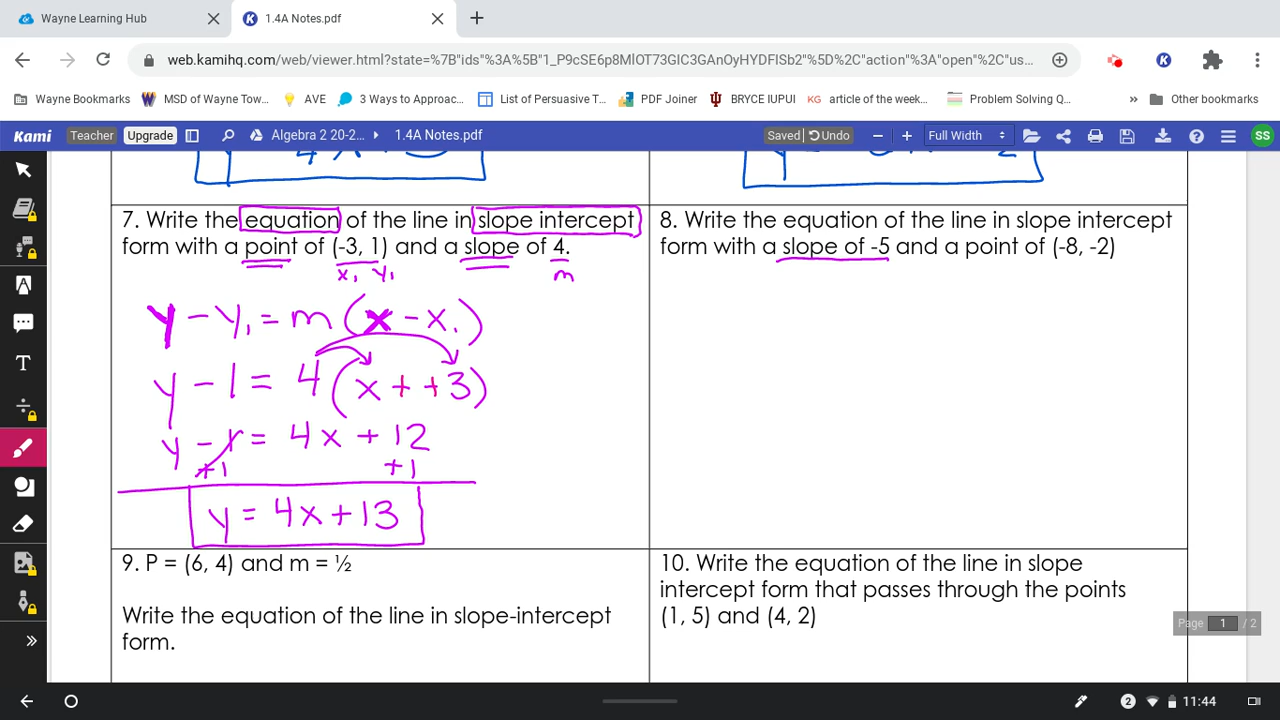 Wayne Learning Hub
1.4A Notes.pdf
web.kamihq.com/web/viewer.html?state=%7B"ids"%3A%5B"1_P9cSE6p8MlOT73GIC3GAnOyHYDFISb2"%5D%2C"action"%3A"open"%2C"us...
Wayne Bookmarks
MSD of Wayne Tow...
AVE
3 Ways to Approac...
List of Persuasive T...
PDF Joiner
BRYCE IUPUI
KG article of the week...
Problem Solving Q...
»
Other bookmarks
Kami
Teacher
Upgrade
Algebra 2 20-2...
1.4A Notes.pdf
Saved
Undo
Full Width
SS
7. Write the equation of the line in slope intercept
form with a point of (-3, 1) and a slope of 4.
x₁ y₁ m
y - y₁ = m (x - x₁)
y - 1 = 4 (x + +3)
y - 1 = 4x + 12
+1 +1
y = 4x + 13
8. Write the equation of the line in slope intercept
form with a slope of -5 and a point of (-8, -2)
9. P = (6, 4) and m = ½
Write the equation of the line in slope-intercept
form.
10. Write the equation of the line in slope
intercept form that passes through the points
(1, 5) and (4, 2)
Page 1 / 2
2
11:44